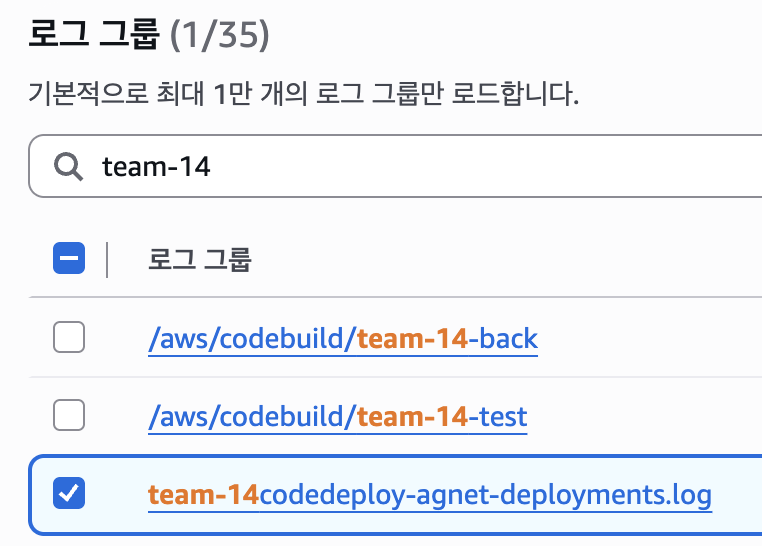 로그 그룹 (1/35)
기본적으로 최대 1만 개의 로그 그룹만 로드합니다.
team-14
로그 그룹
/aws/codebuild/team-14-back
/aws/codebuild/team-14-test
team-14codedeploy-agnet-deployments.log